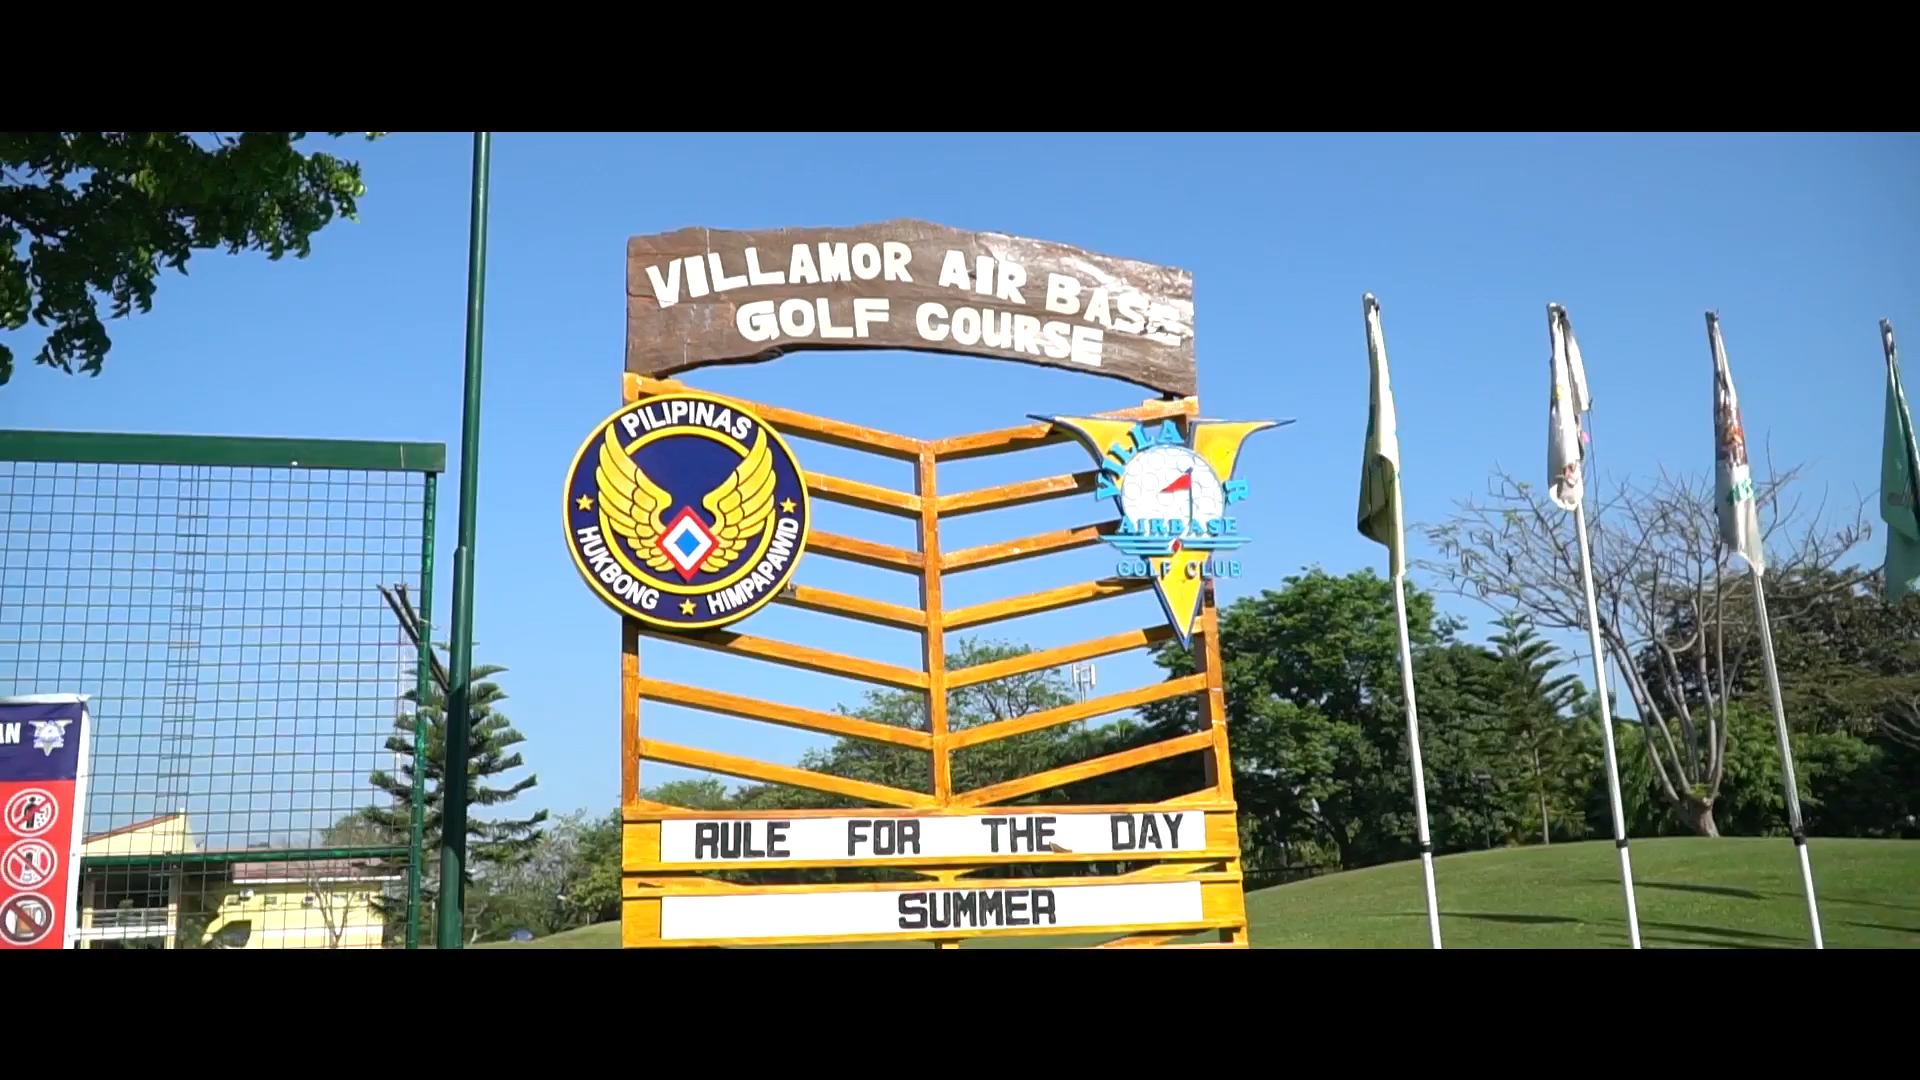 VILLAMOR AIR BASE
GOLF COURSE
PILIPINAS
HUKBONG HIMPAPAWID
AIRBASE
GOLF CLUB
RULE FOR THE DAY
SUMMER